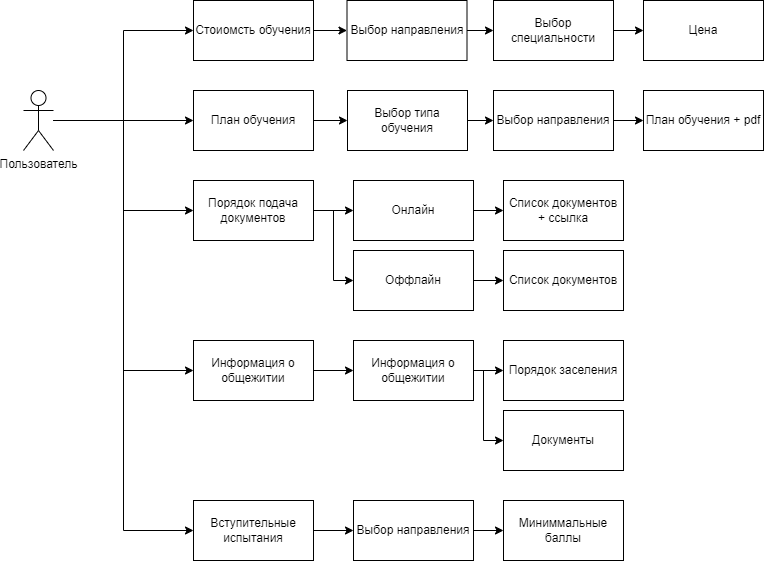 Стоиомсть обучения
Выбор направления
Выбор
специальности
Цена
Пользователь
План обучения
Выбор типа
обучения
Выбор направления
План обучения + pdf
Порядок подача
документов
Онлайн
Список документов
+ ссылка
Оффлайн
Список документов
Информация о
общежитии
Информация о
общежитии
Порядок заселения
Документы
Вступительные
испытания
Выбор направления
Миниммальные
баллы